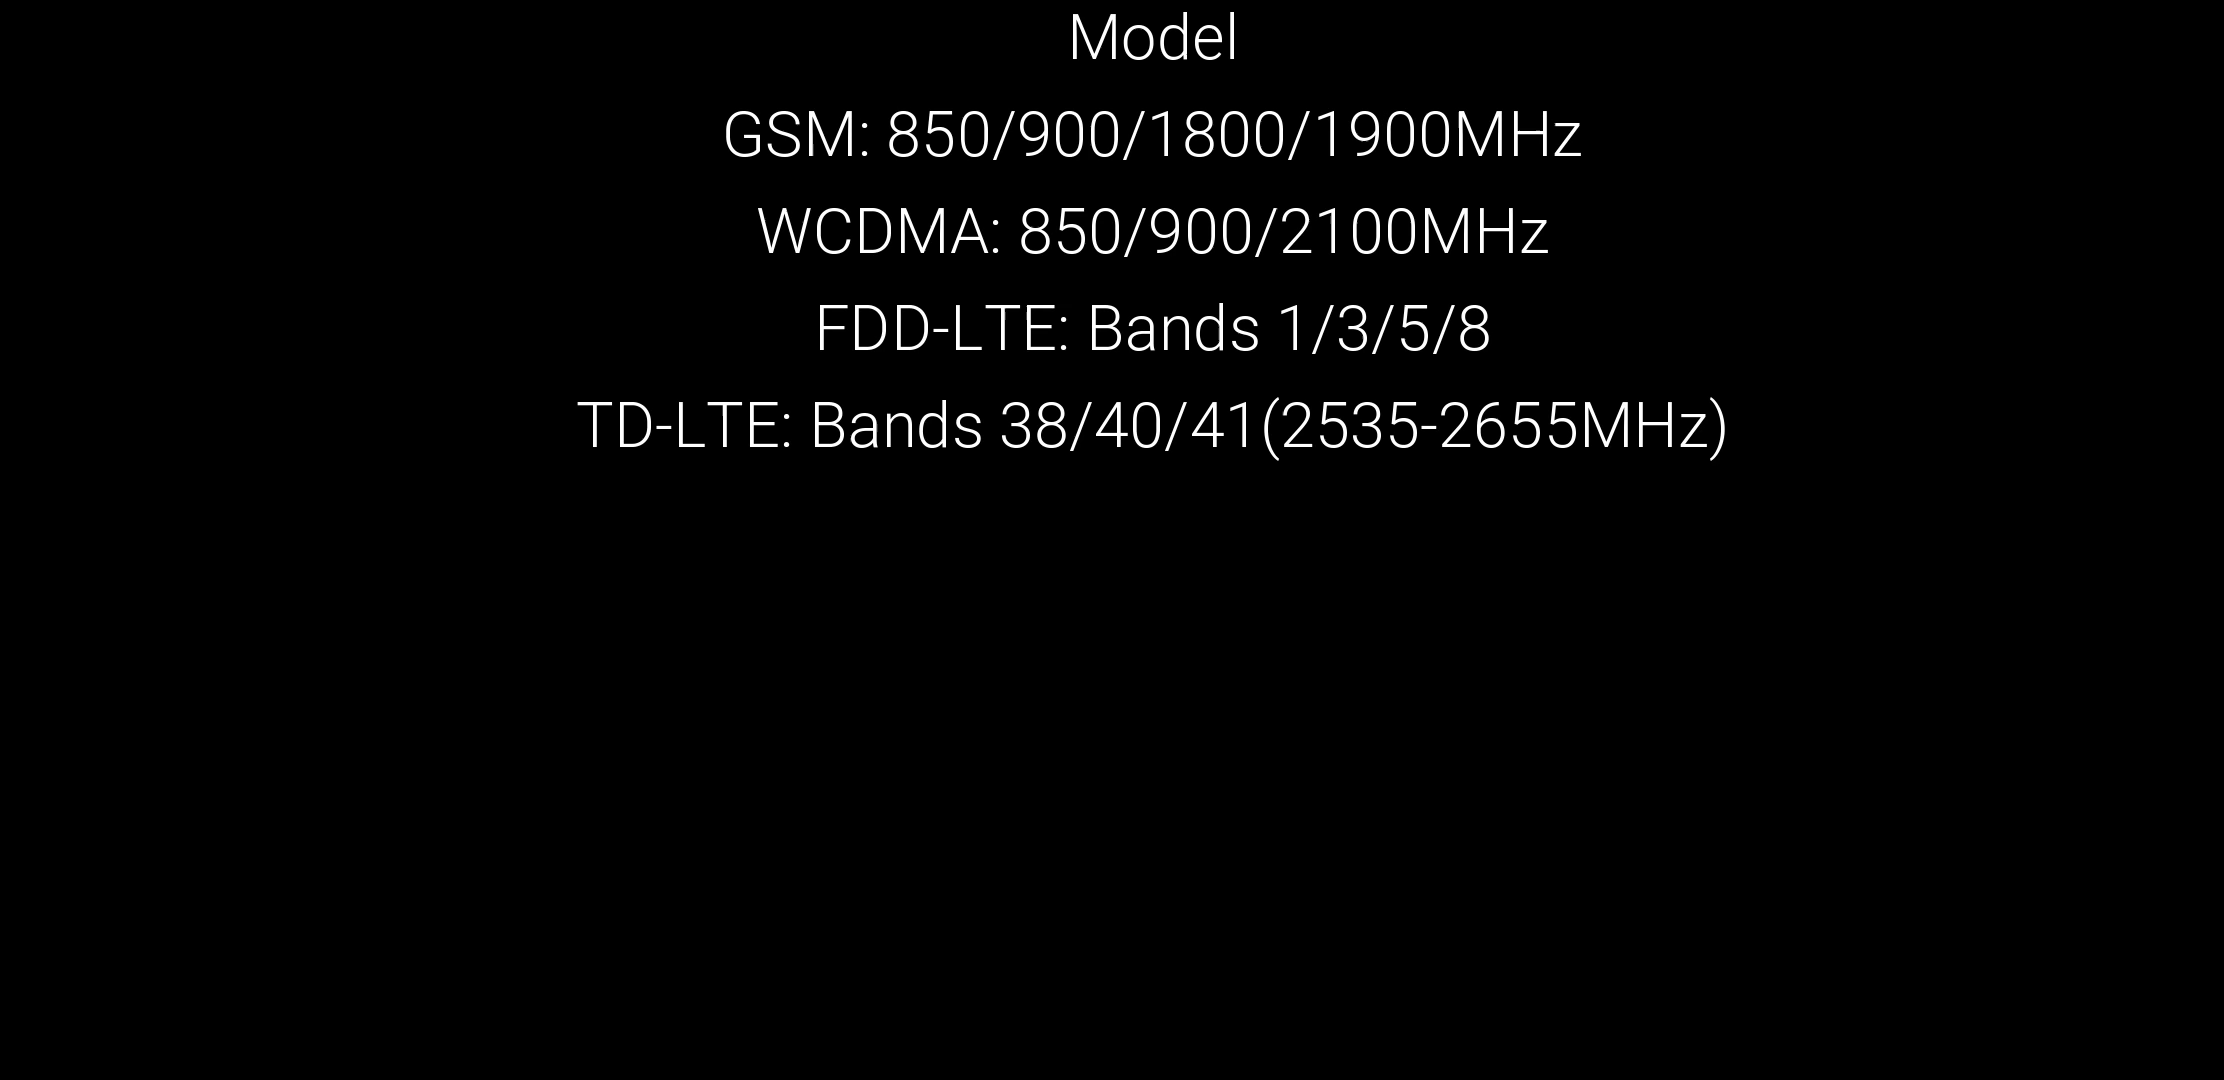 Model
GSM: 850/900/1800/1900MHz
WCDMA: 850/900/2100MHz
FDD-LTE: Bands 1/3/5/8
TD-LTE: Bands 38/40/41(2535-2655MHz)